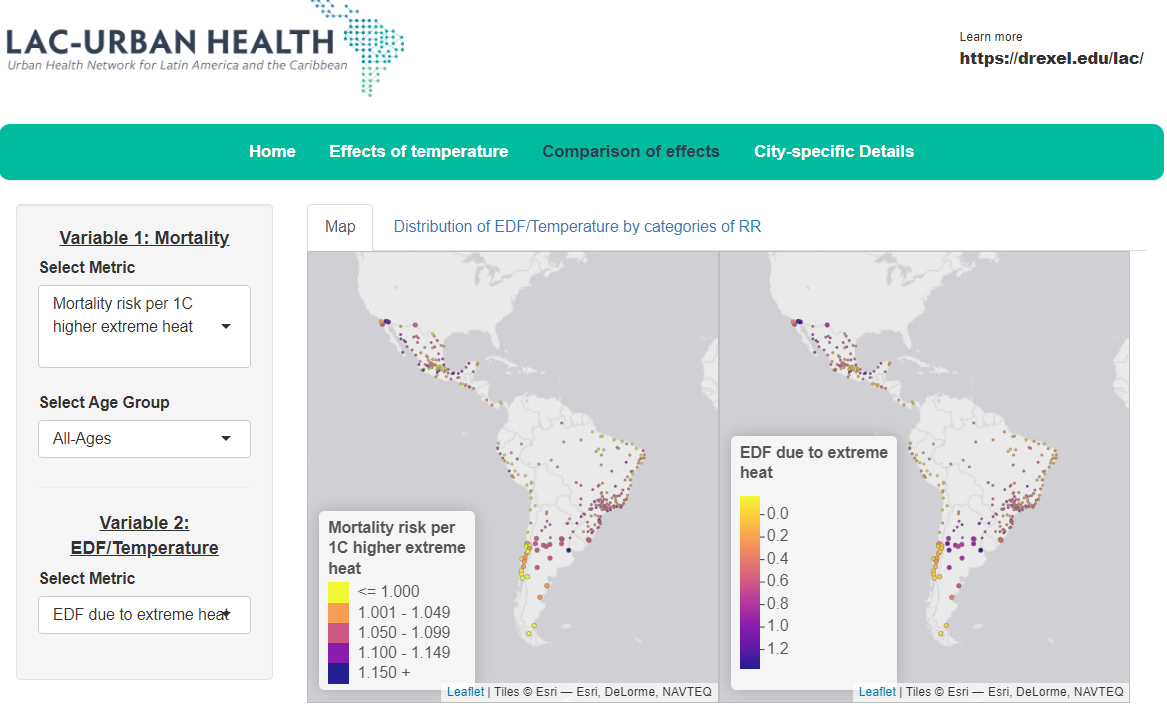 LAC-URBAN HEALTH
Urban Health Network for Latin America and the Caribbean
Learn more
https://drexel.edu/lac/
Home
Effects of temperature
Comparison of effects
City-specific Details
Variable 1: Mortality
Select Metric
Mortality risk per 1C
higher extreme heat
Select Age Group
All-Ages
Variable 2:
EDF/Temperature
Select Metric
EDF due to extreme heat
Map
Distribution of EDF/Temperature by categories of RR
Mortality risk per
1C higher extreme
heat
<= 1.000
1.001 - 1.049
1.050 - 1.099
1.100 - 1.149
1.150 +
Leaflet | Tiles © Esri — Esri, DeLorme, NAVTEQ
EDF due to extreme
heat
0.0
0.2
0.4
0.6
0.8
1.0
1.2
Leaflet | Tiles © Esri — Esri, DeLorme, NAVTEQ